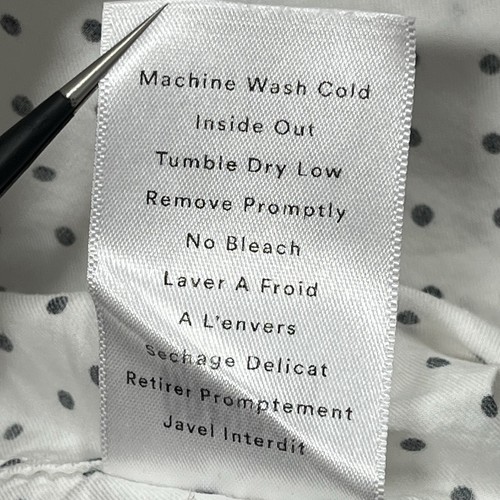 Machine Wash Cold
Inside Out
Tumble Dry Low
Remove Promptly
No Bleach
Laver A Froid
A L'envers
Sechage Delicat
Retirer Promptement
Javel Interdit